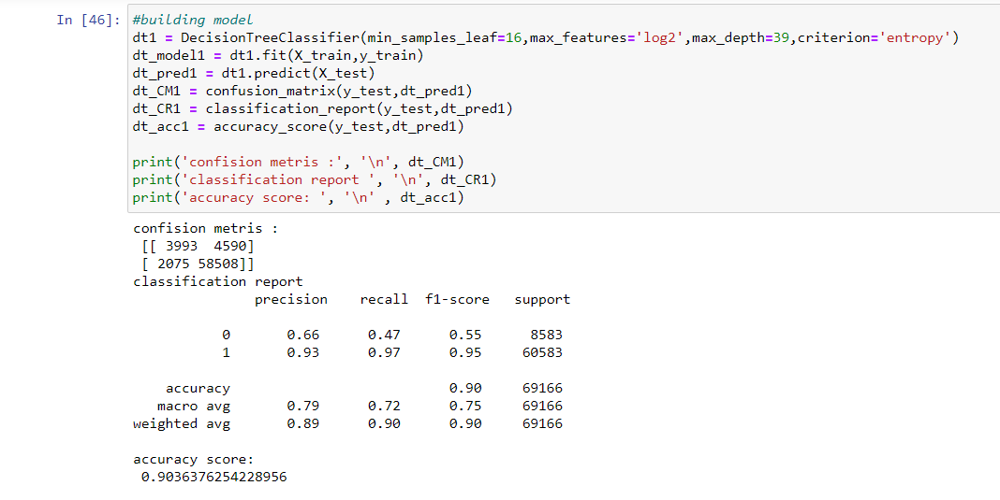 In [46]: #building model
dt1 = DecisionTreeClassifier(min_samples_leaf=16,max_features='log2',max_depth=39,criterion='entropy')
dt_model1 = dt1.fit(X_train,y_train)
dt_pred1 = dt1.predict(X_test)
dt_CM1 = confusion_matrix(y_test,dt_pred1)
dt_CR1 = classification_report(y_test,dt_pred1)
dt_acc1 = accuracy_score(y_test,dt_pred1)
print('confision metris :', '\n', dt_CM1)
print('classification report ', '\n', dt_CR1)
print('accuracy score: ', '\n' , dt_acc1)
confision metris :
[[ 3993  4590]
[ 2075 58508]]
classification report
precision    recall  f1-score   support
0       0.66      0.47      0.55      8583
1       0.93      0.97      0.95     60583
accuracy                           0.90     69166
macro avg       0.79      0.72      0.75     69166
weighted avg       0.89      0.90      0.90     69166
accuracy score:
0.9036376254228956